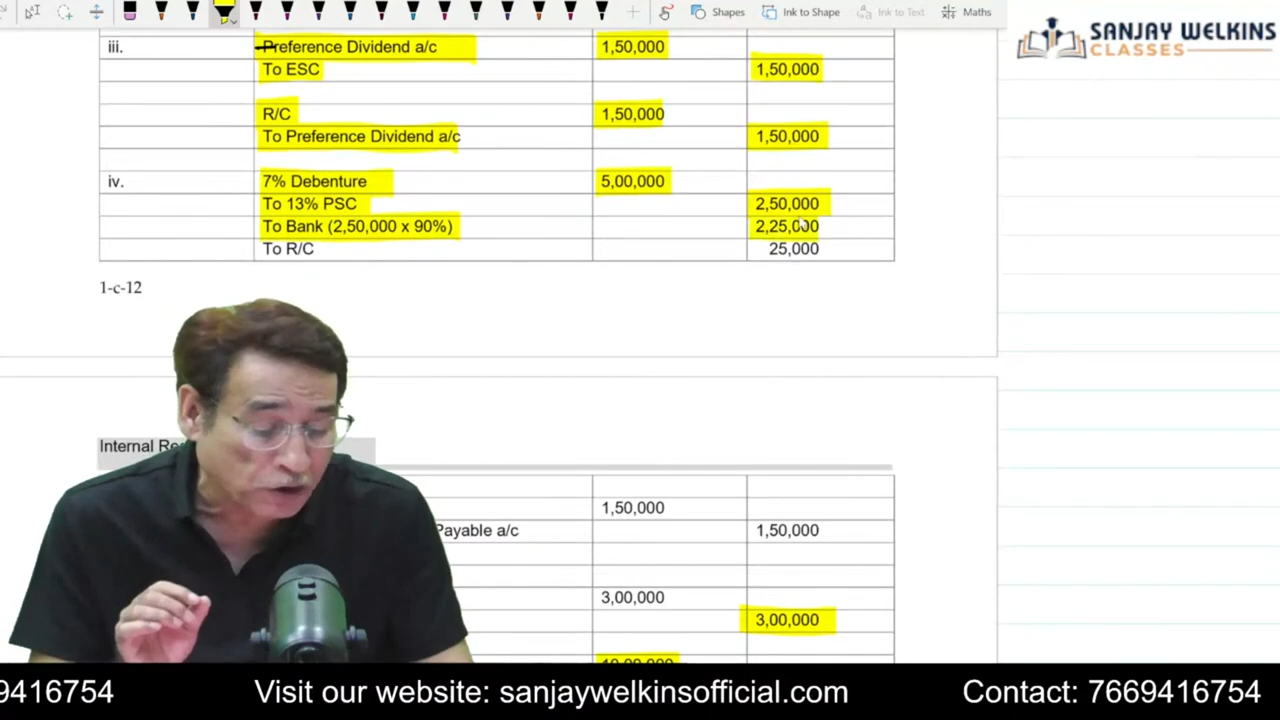 Shapes Ink to Shape Ink to Text Maths
SANJAY WELKINS
CLASSES
iii. Preference Dividend a/c 1,50,000
To ESC 1,50,000
R/C 1,50,000
To Preference Dividend a/c 1,50,000
iv. 7% Debenture 5,00,000
To 13% PSC 2,50,000
To Bank (2,50,000 x 90%) 2,25,000
To R/C 25,000
1-c-12
Internal
1,50,000
Payable a/c 1,50,000
3,00,000
3,00,000
9416754 Visit our website: sanjaywelkinsofficial.com Contact: 7669416754